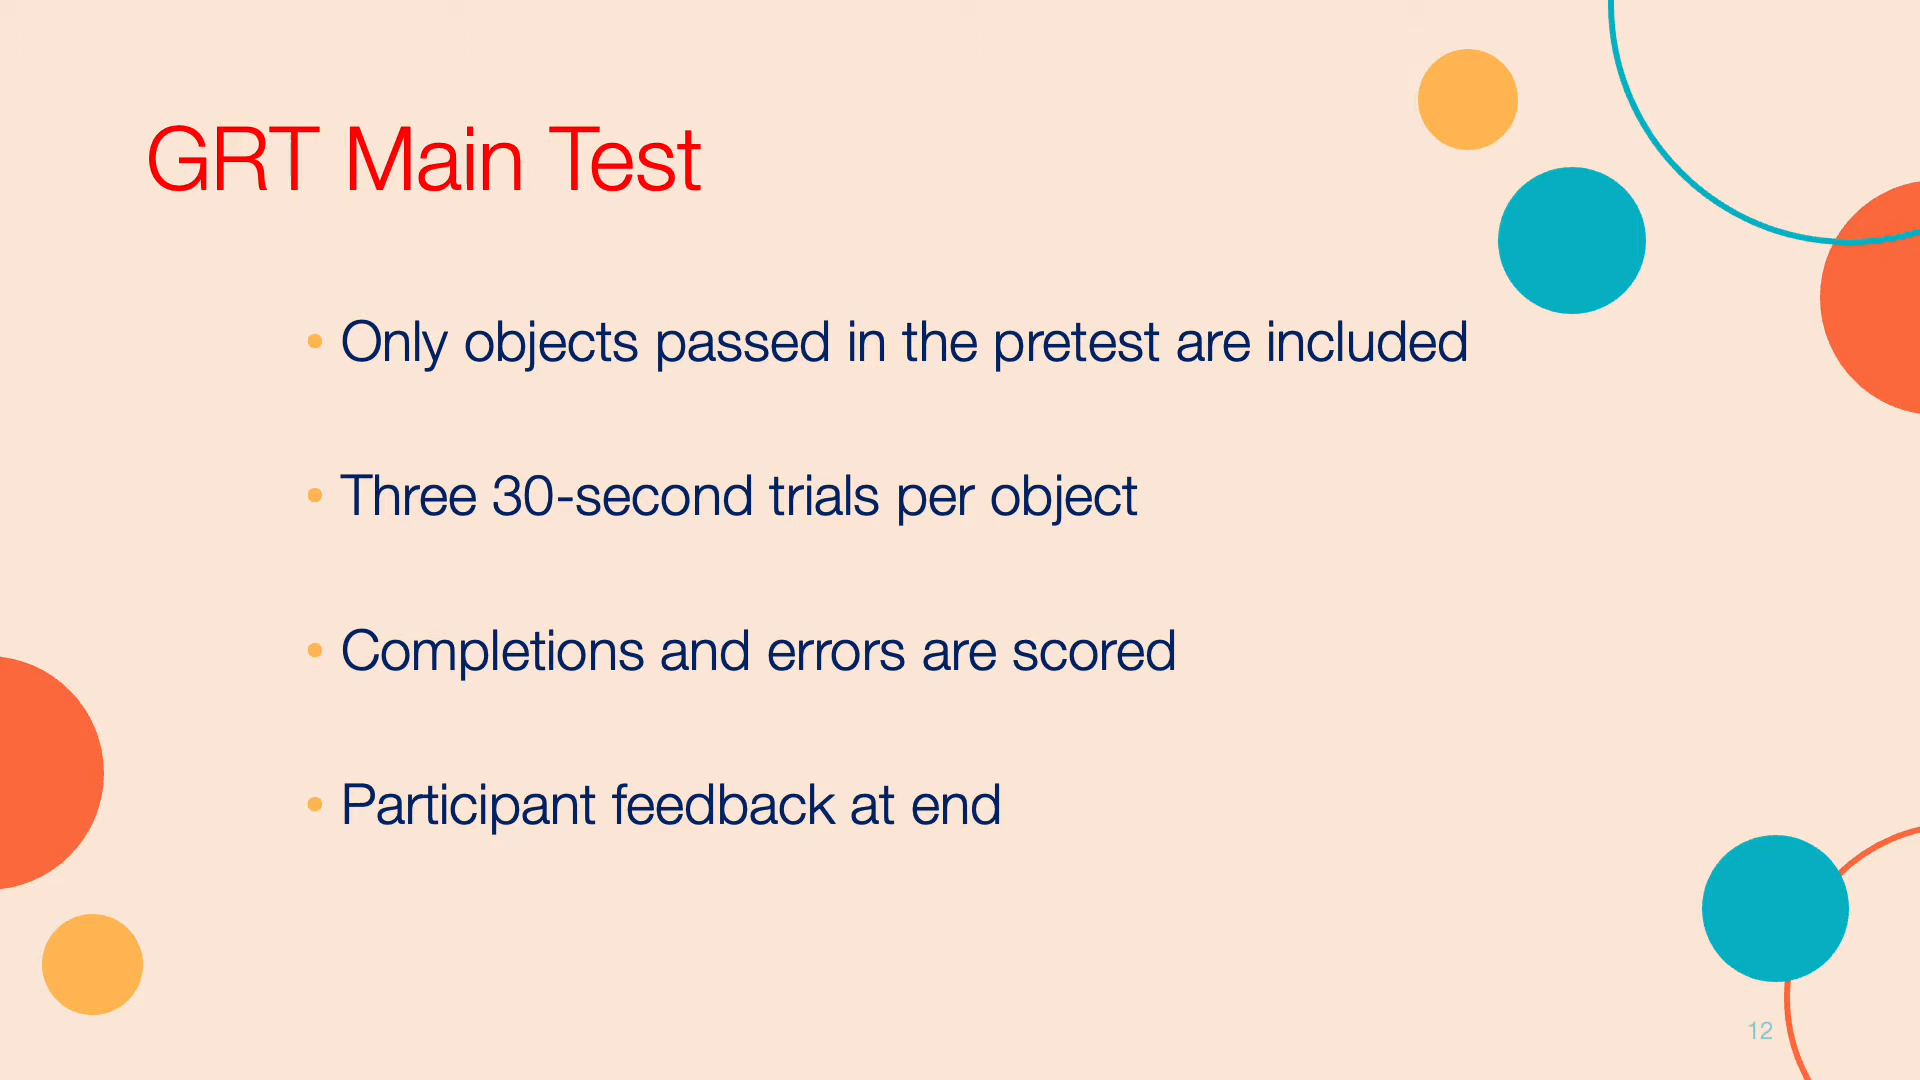 GRT Main Test
• Only objects passed in the pretest are included
• Three 30-second trials per object
• Completions and errors are scored
• Participant feedback at end
12